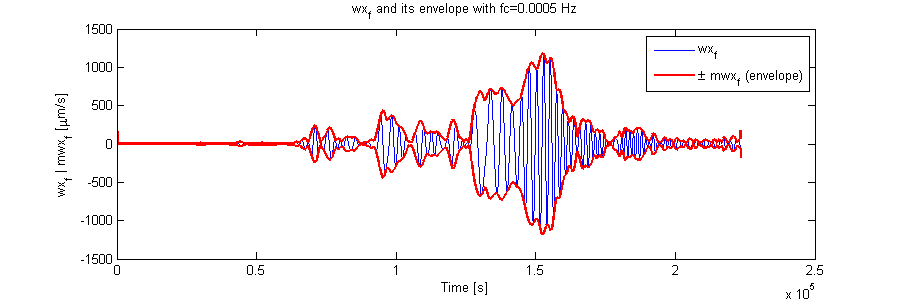 wx_f and its envelope with fc=0.0005 Hz
1500
1000
500
0
-500
-1000
-1500
wx_f | mwx_f [µm/s]
wx_f
± mwx_f (envelope)
0
0.5
1
1.5
2
2.5
x 10^5
Time [s]